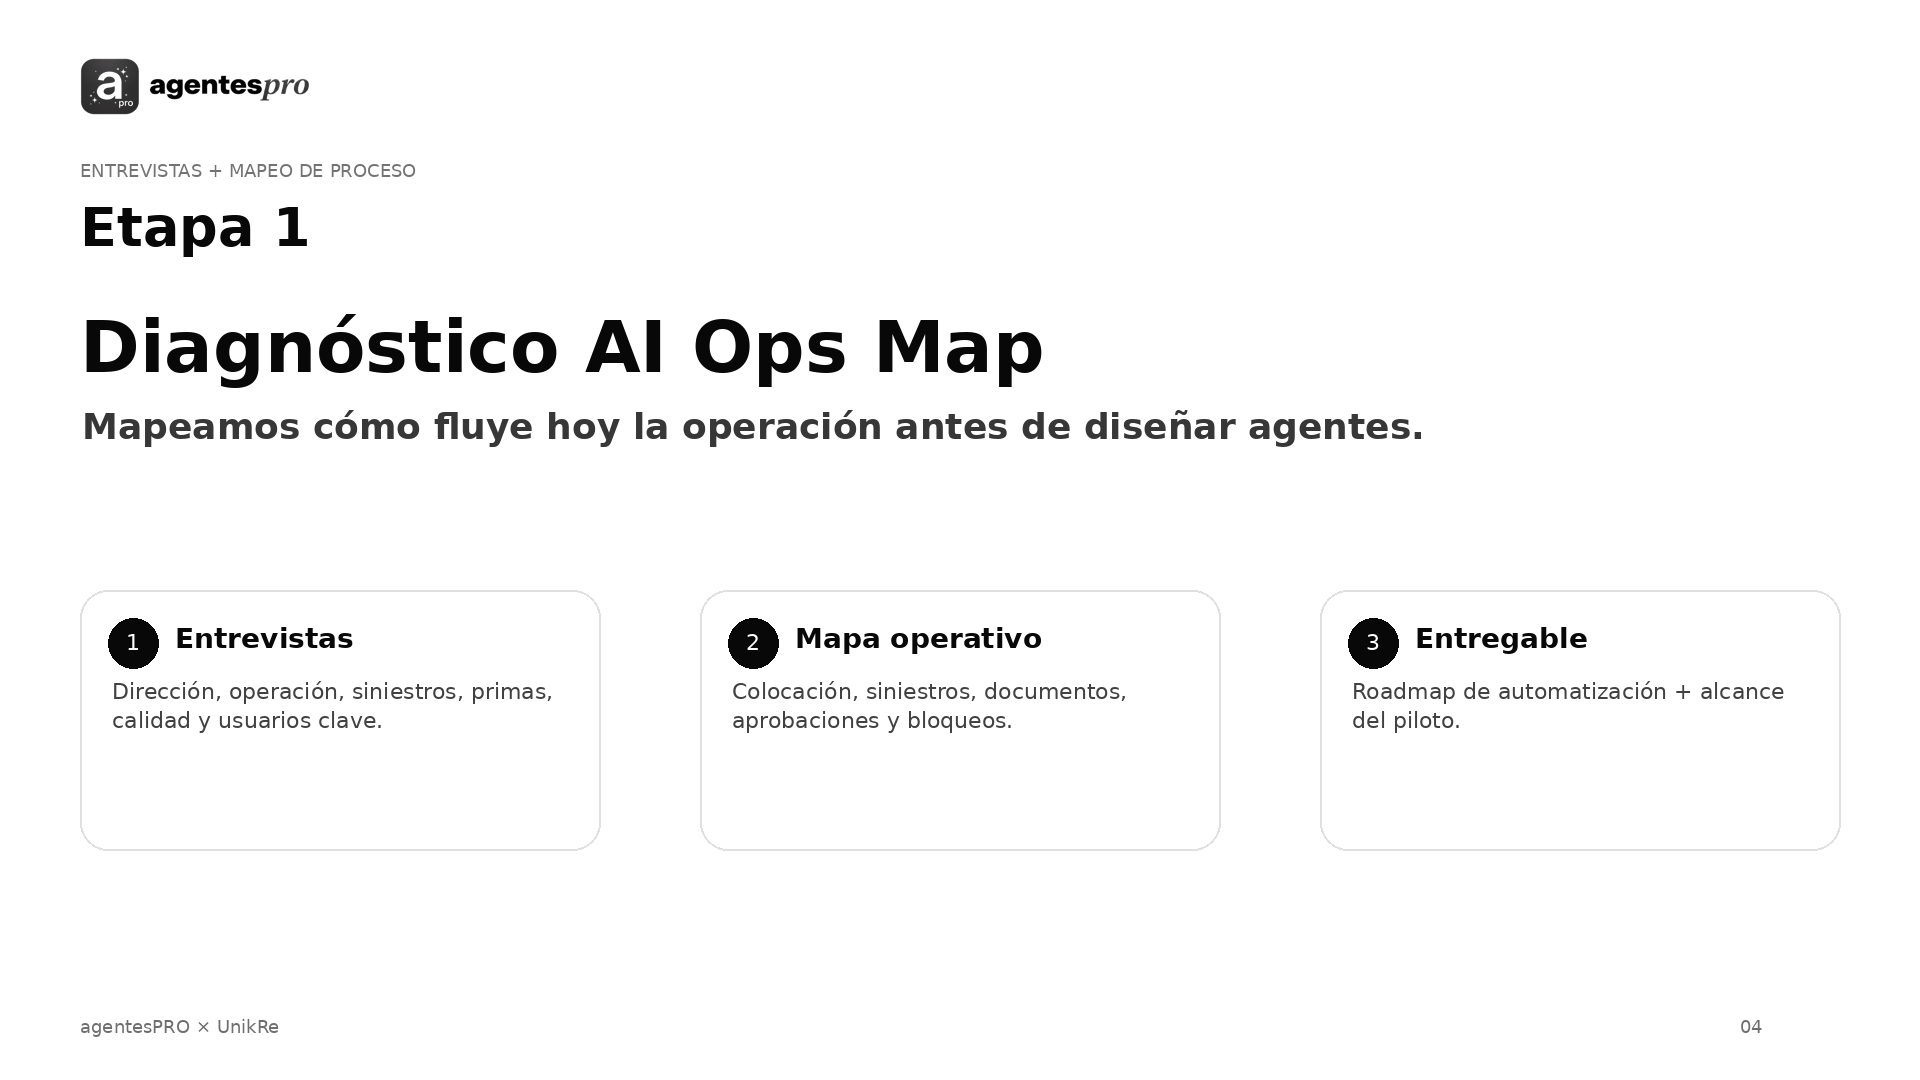 a
pro
agentespro
ENTREVISTAS + MAPEO DE PROCESO
Etapa 1
Diagnóstico AI Ops Map
Mapeamos cómo fluye hoy la operación antes de diseñar agentes.
1 Entrevistas
Dirección, operación, siniestros, primas,
calidad y usuarios clave.
2 Mapa operativo
Colocación, siniestros, documentos,
aprobaciones y bloqueos.
3 Entregable
Roadmap de automatización + alcance
del piloto.
agentesPRO × UnikRe
04